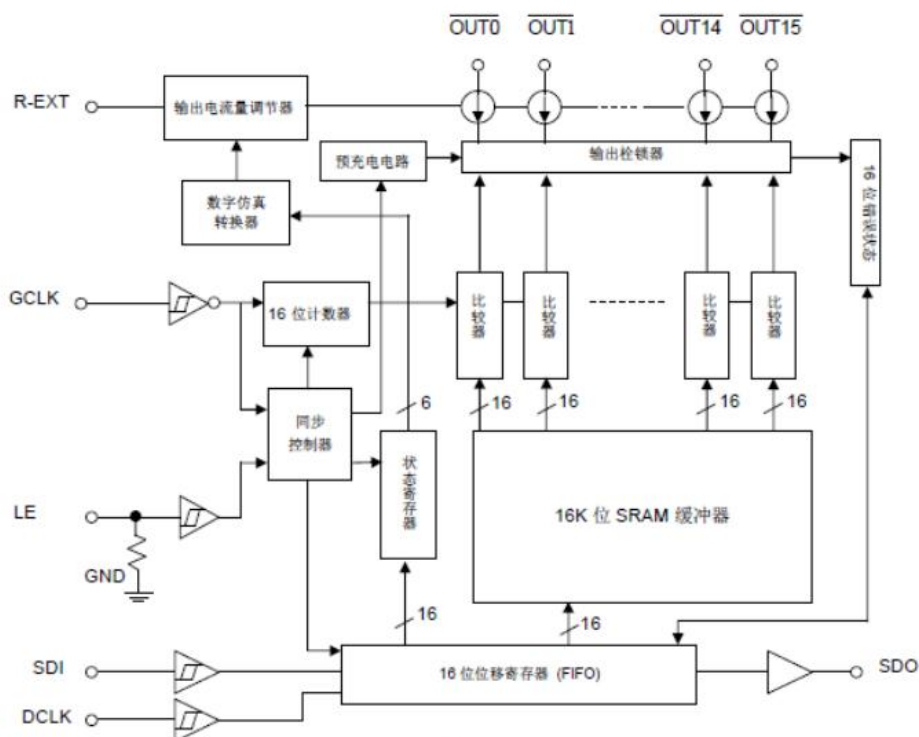 OUT0 OUT1 OUT14 OUT15
R-EXT
输出电流量调节器
预充电电路
输出栓锁器
16 位错误状态
数字仿真
转换器
GCLK
16 位计数器
比较器
比较器
比较器
比较器
6
16
16
16
16
同步
控制器
状态寄存器
16K 位 SRAM 缓冲器
LE
GND
16
16
SDI
16 位位移寄存器 (FIFO)
SDO
DCLK